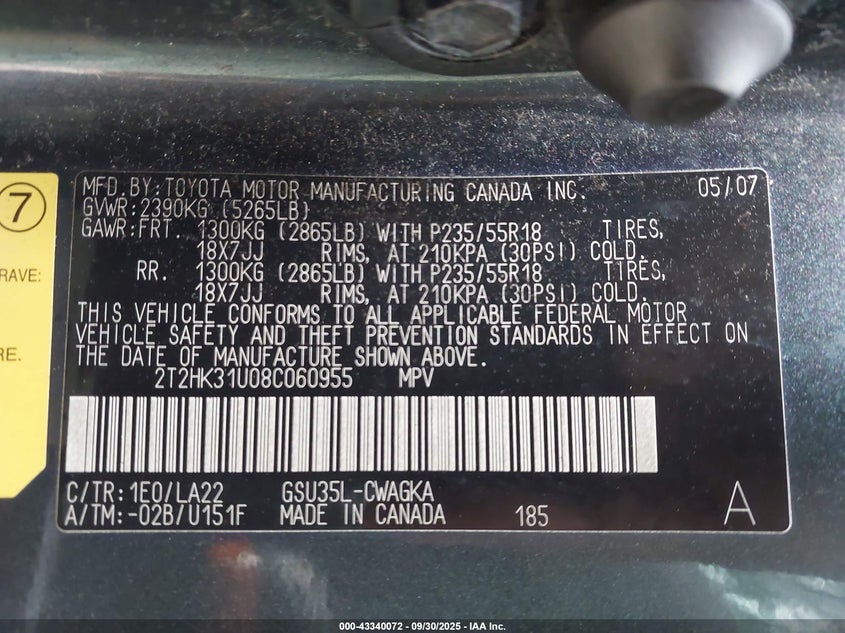 7
RAVE:
RE.
MFD.BY:TOYOTA MOTOR MANUFACTURING CANADA INC. 05/07
GVWR:2390KG (5265LB)
GAWR:FRT. 1300KG (2865LB) WITH P235/55R18 TIRES,
18X7JJ RIMS, AT 210KPA (30PSI) COLD.
RR. 1300KG (2865LB) WITH P235/55R18 TIRES,
18X7JJ RIMS, AT 210KPA (30PSI) COLD.
THIS VEHICLE CONFORMS TO ALL APPLICABLE FEDERAL MOTOR
VEHICLE SAFETY AND THEFT PREVENTION STANDARDS IN EFFECT ON
THE DATE OF MANUFACTURE SHOWN ABOVE.
2T2HK31U08C060955 MPV
C/TR:1E0/LA22 GSU35L-CWAGKA
A/TM:-02B/U151F MADE IN CANADA 185 A
000-43340072 - 09/30/2025 - IAA Inc.